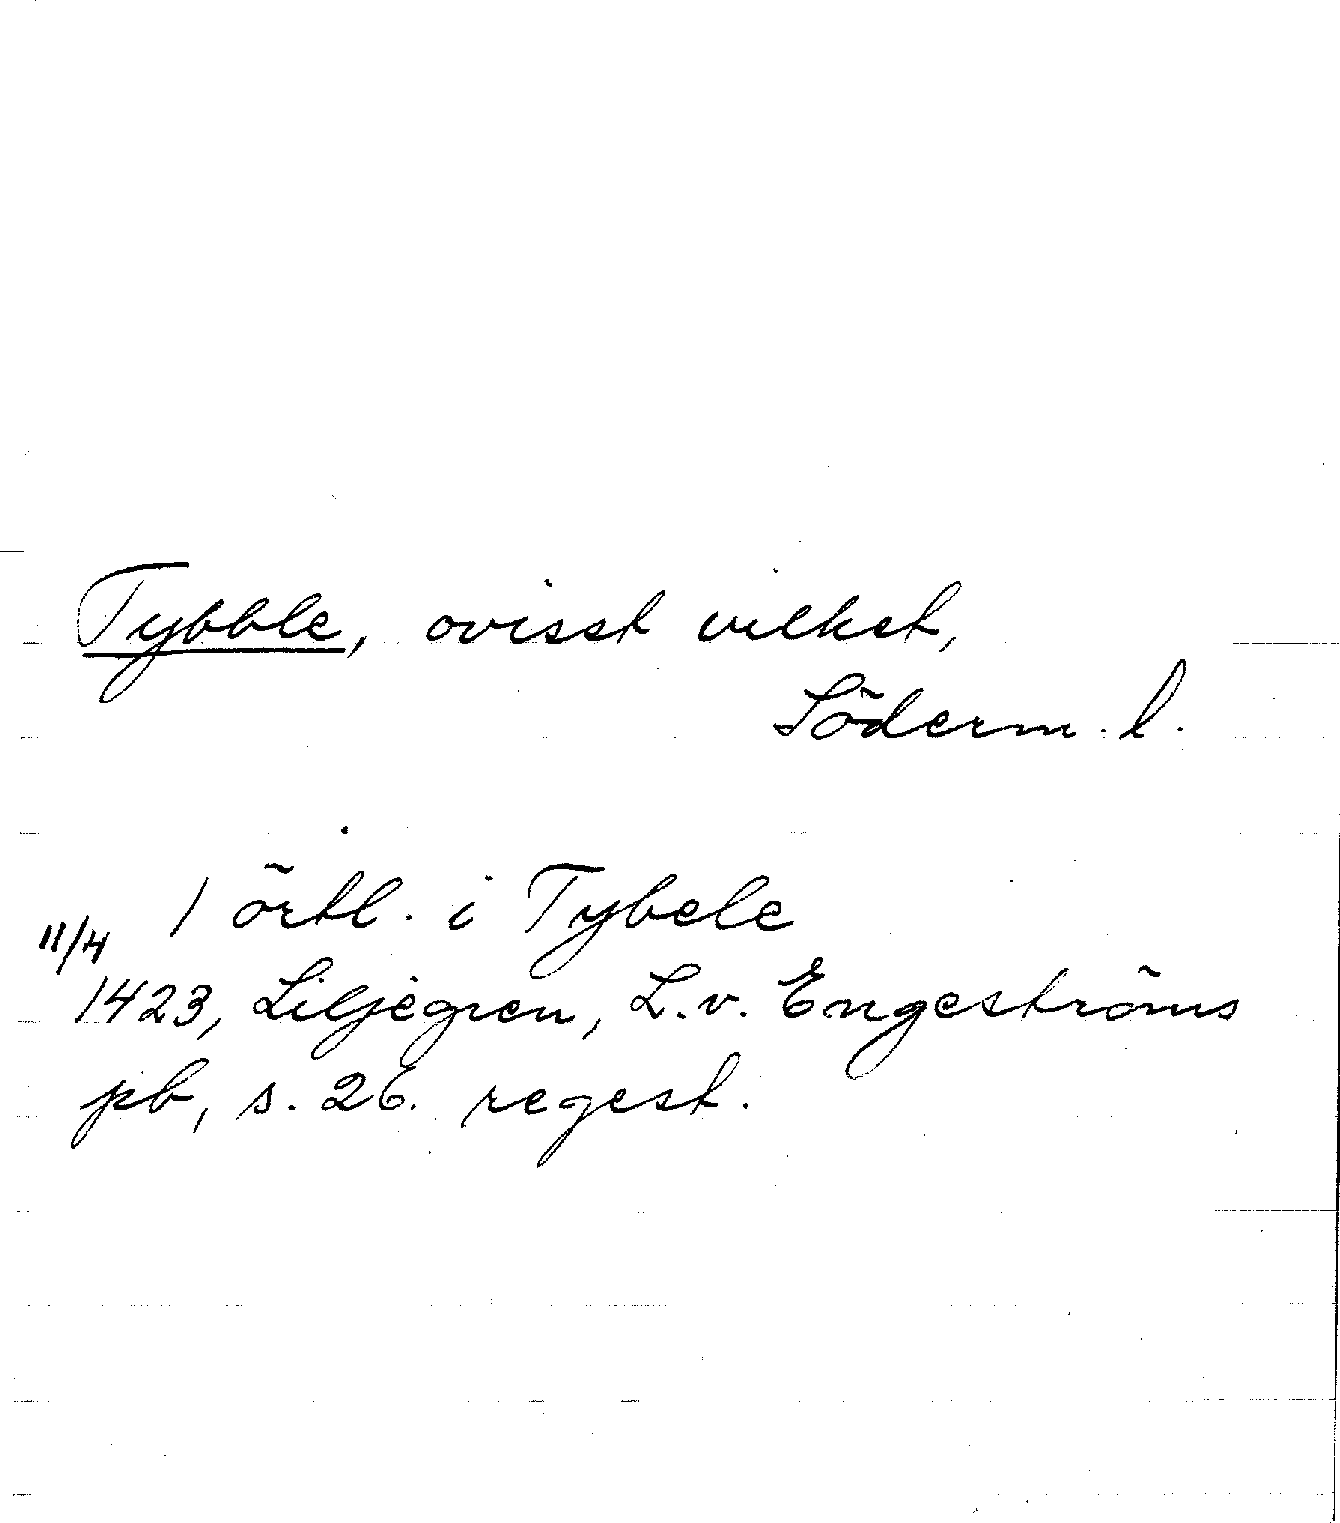 Tybble, ovisst vilket,
Söderm. l.
1 örtl. i Tybele
11/4
1423, Liljegren, L. v. Engeströms
pb, s. 26. regest.